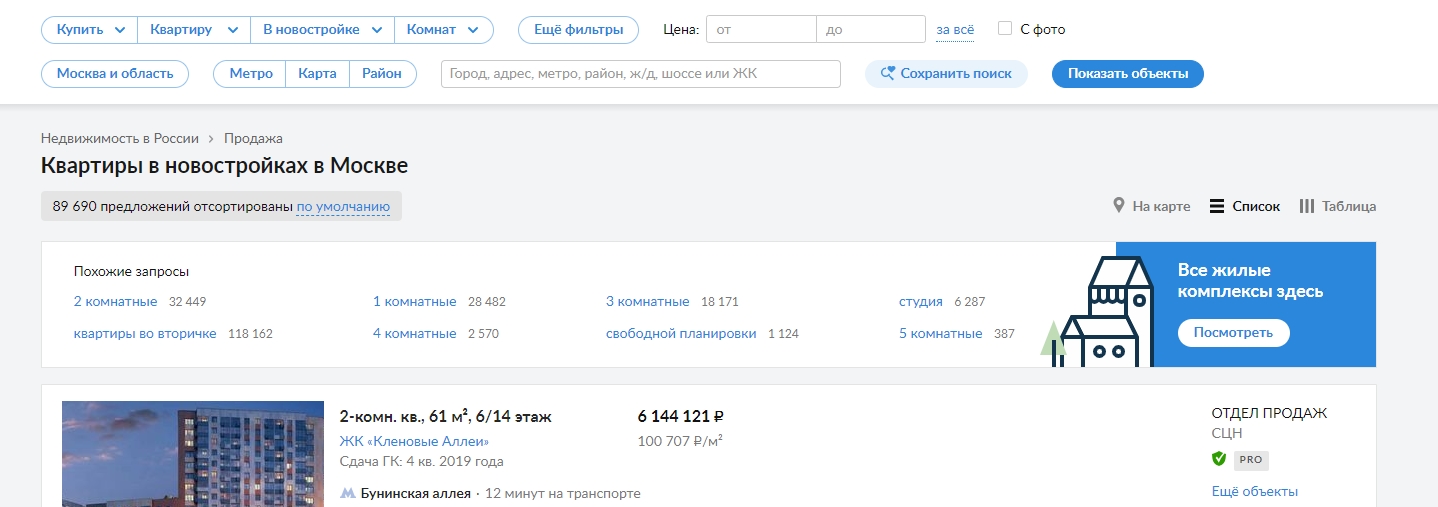 Купить Квартиру В новостройке Комнат Ещё фильтры Цена: от до за всё С фото
Москва и область Метро Карта Район Город, адрес, метро, район, ж/д, шоссе или ЖК Сохранить поиск Показать объекты
Недвижимость в России › Продажа
Квартиры в новостройках в Москве
89 690 предложений отсортированы по умолчанию На карте Список Таблица
Похожие запросы
2 комнатные 32 449 1 комнатные 28 482 3 комнатные 18 171 студия 6 287
квартиры во вторичке 118 162 4 комнатные 2 570 свободной планировки 1 124 5 комнатные 387
Все жилые
комплексы здесь
Посмотреть
2-комн. кв., 61 м², 6/14 этаж 6 144 121 ₽
ЖК «Кленовые Аллеи» 100 707 ₽/м²
Сдача ГК: 4 кв. 2019 года
Бунинская аллея · 12 минут на транспорте
ОТДЕЛ ПРОДАЖ
СЦН
PRO
Ещё объекты